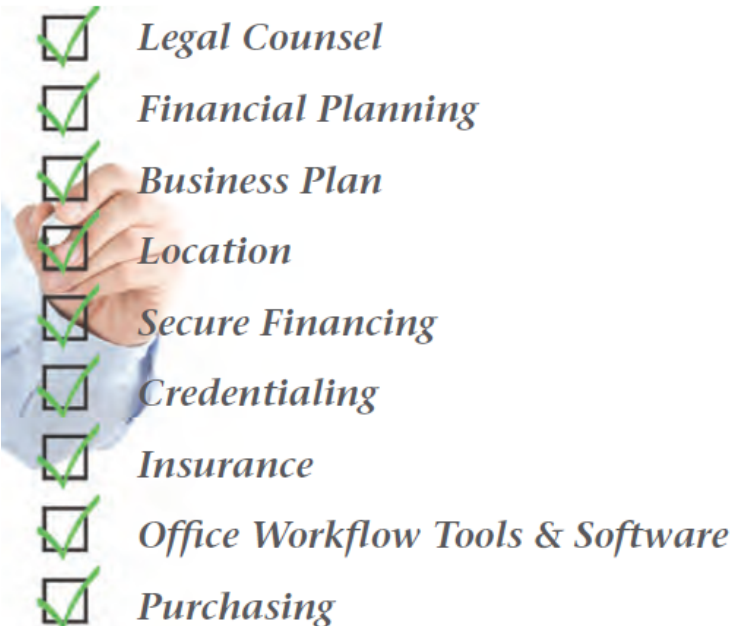 Legal Counsel
Financial Planning
Business Plan
Location
Secure Financing
Credentialing
Insurance
Office Workflow Tools & Software
Purchasing